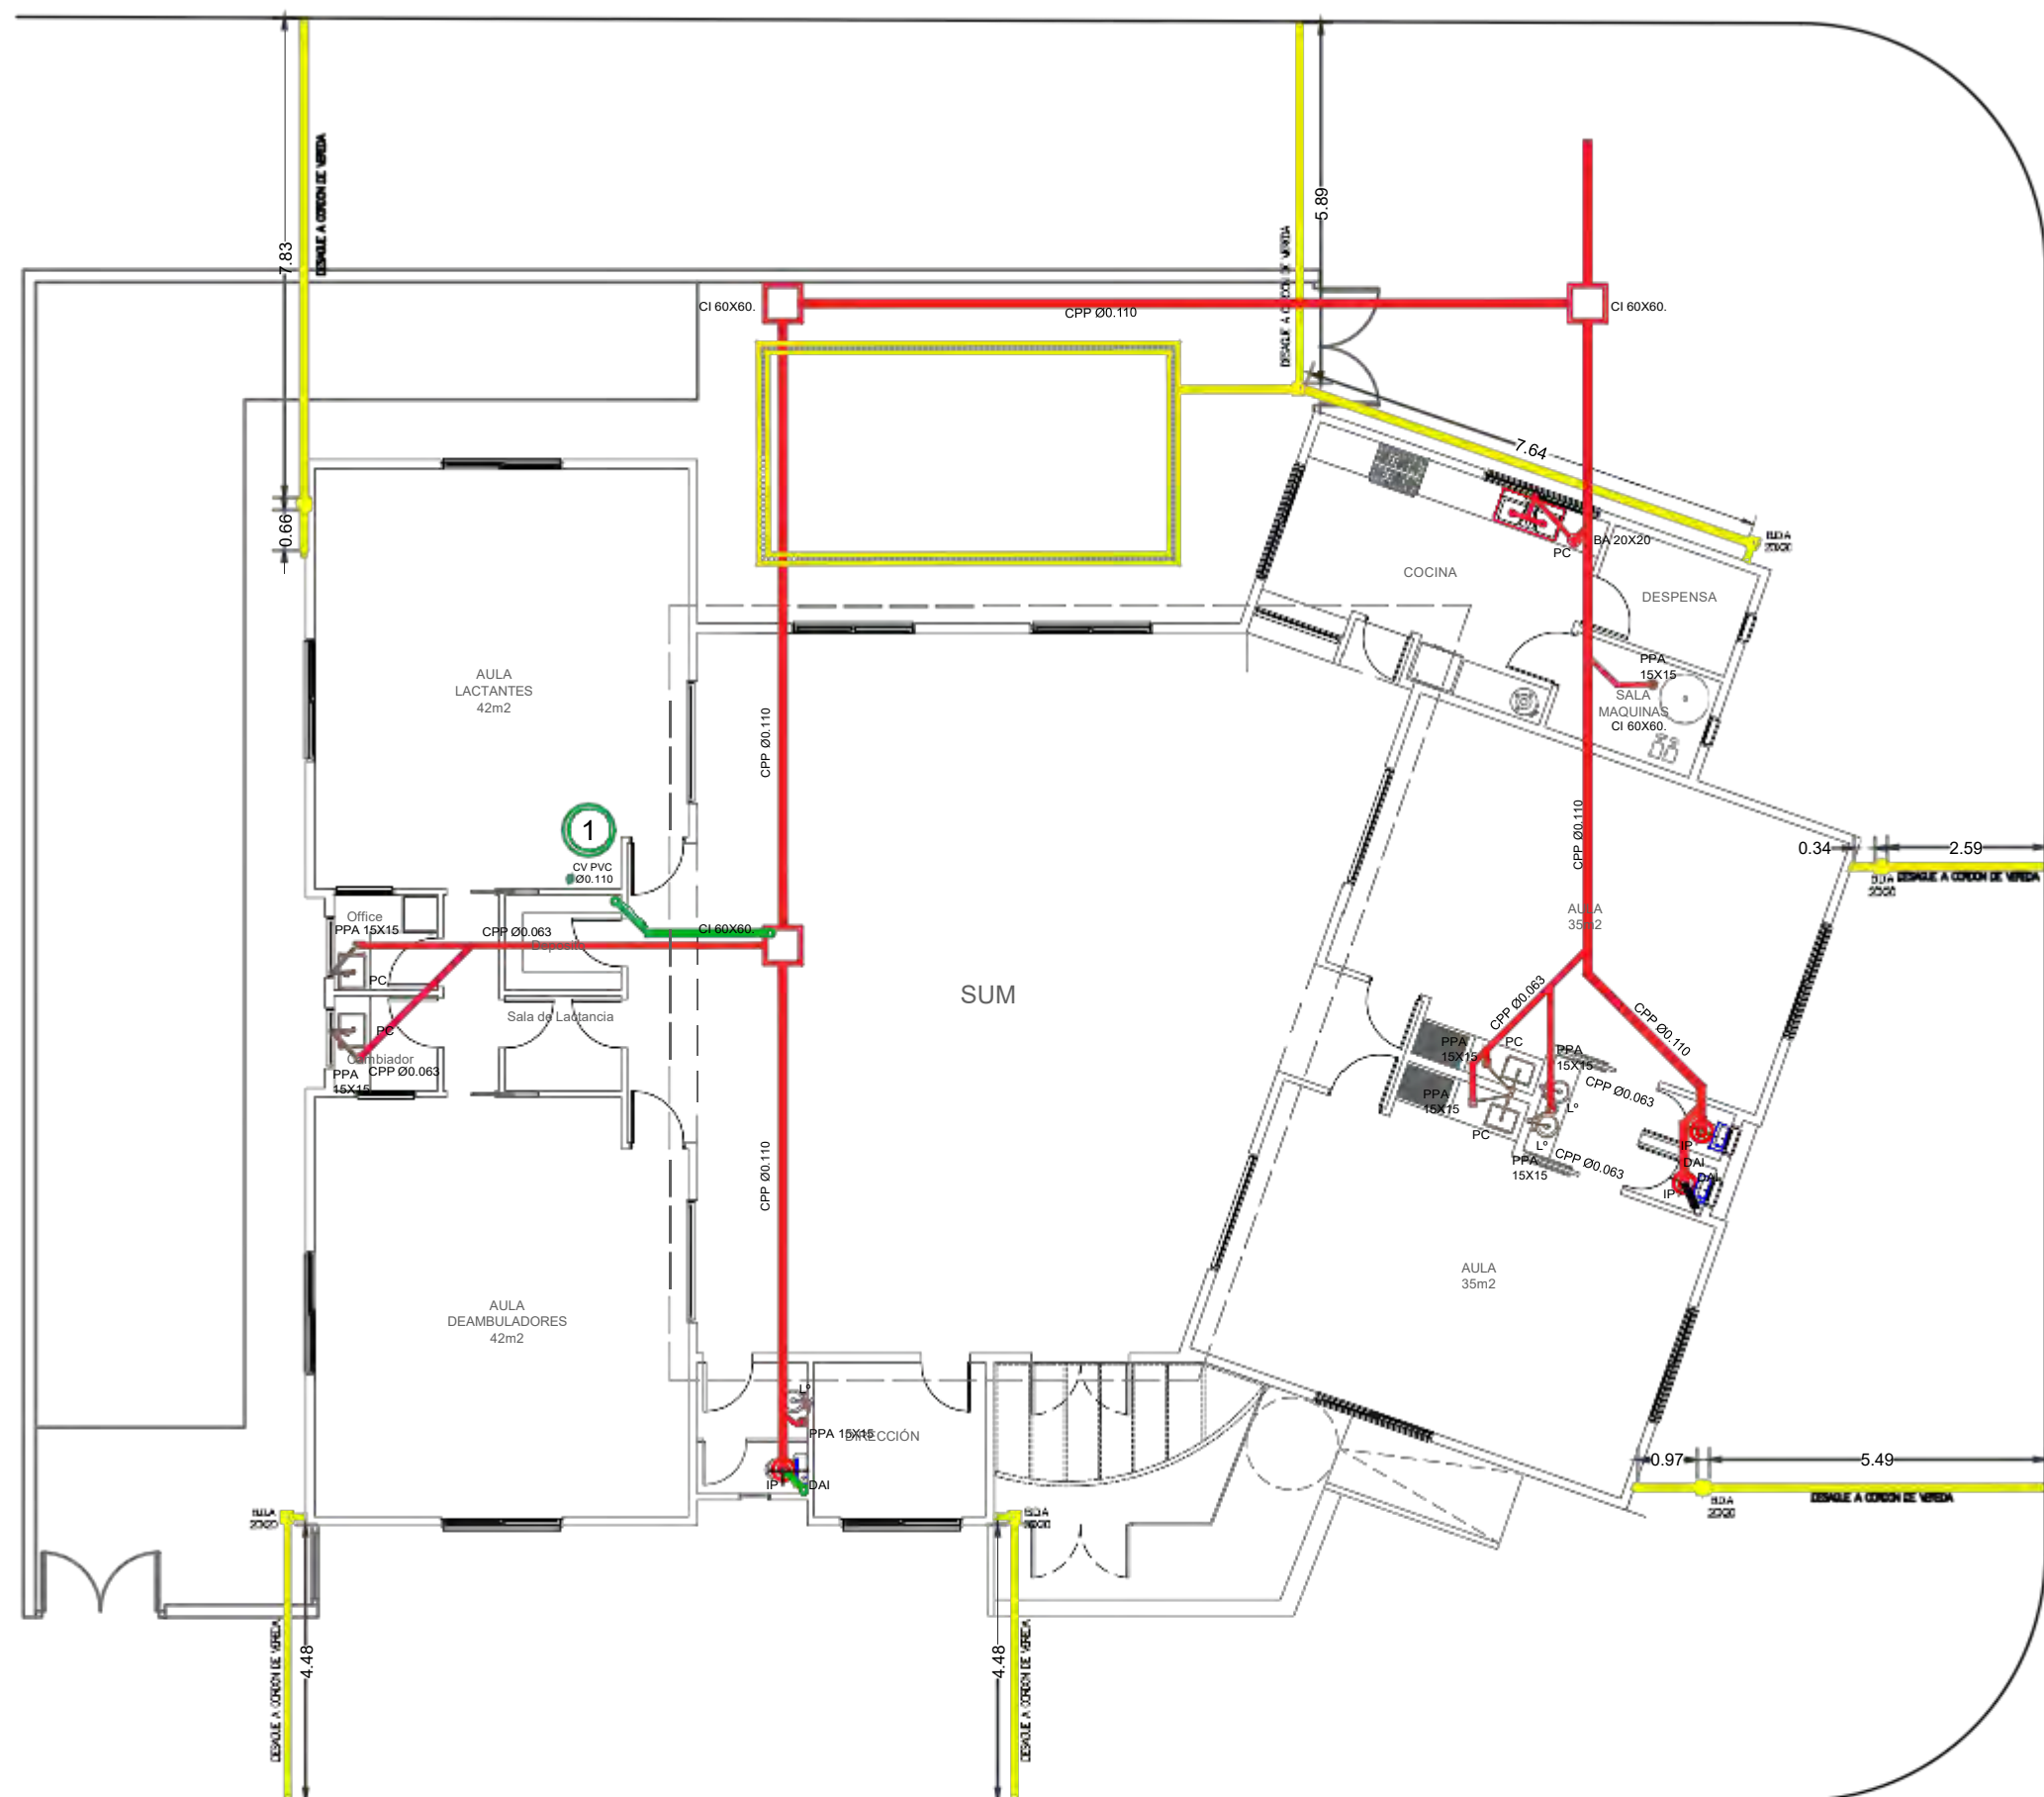 7.83
DESAGUE A CORDON DE VEREDA
5.89
DESAGUE A CORDON DE VEREDA
0.66
CI 60X60.
CPP Ø0.110
CI 60X60.
7.64
BA 20X20
PC
B.D.A
20X20
COCINA
DESPENSA
PPA
15X15
SALA
MAQUINAS
CI 60X60.
AULA
LACTANTES
42m2
CPP Ø0.110
CPP Ø0.110
1
CV PVC
Ø0.110
0.34
2.59
B.D.A
20X20
DESAGUE A CORDON DE VEREDA
Office
PPA 15X15
CPP Ø0.063
CI 60X60.
Deposito
PC
AULA
35m2
SUM
Sala de Lactancia
PC
Cambiador
CPP Ø0.063
PPA
15X15
CPP Ø0.063
CPP Ø0.110
PPA
15X15
PC
PPA
15X15
CPP Ø0.063
PPA
15X15
L°
PC
L°
CPP Ø0.063
PPA
15X15
IP
DAI
DAI
IP
CPP Ø0.110
AULA
35m2
AULA
DEAMBULADORES
42m2
L°
PPA 15X15
DIRECCIÓN
IP
DAI
0.97
5.49
B.D.A
20X20
DESAGUE A CORDON DE VEREDA
B.D.A
20X20
B.D.A
20X20
DESAGUE A CORDON DE VEREDA
4.48
4.48
DESAGUE A CORDON DE VEREDA